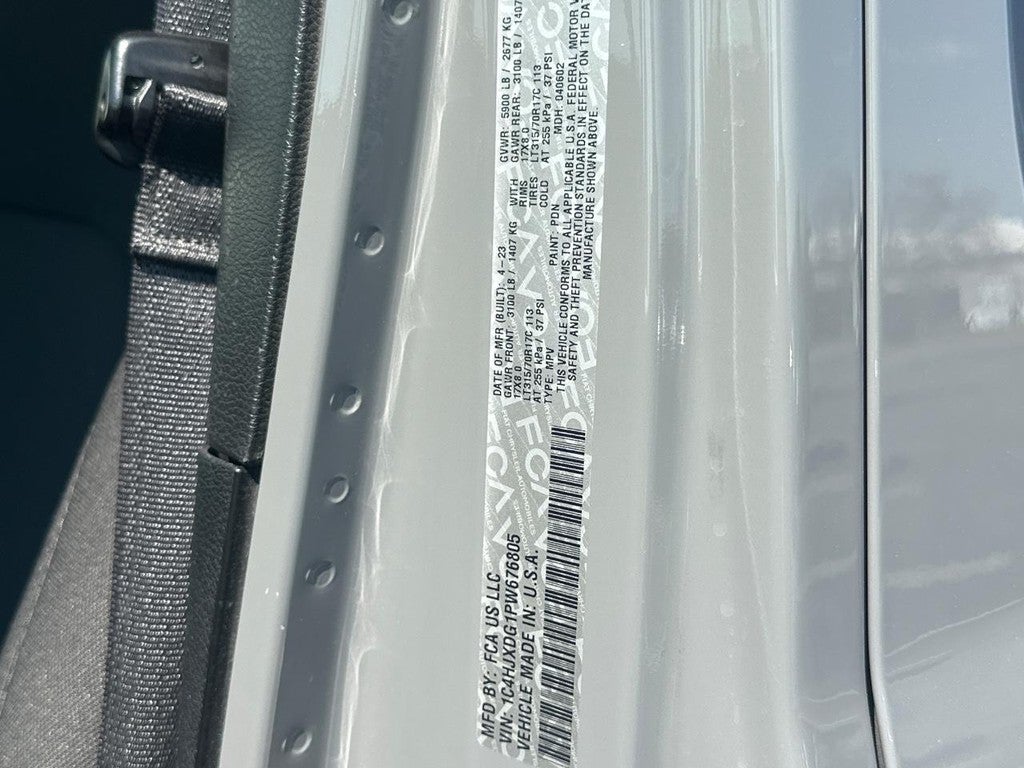 MFD BY: FCA US LLC
VIN: 1C4HJXDG1PW676805
VEHICLE MADE IN: U.S.A.
DATE OF MFR (BUILT): 4-23
GVWR: 5900 LB / 2677 KG
GAWR FRONT: 3100 LB / 1407 KG WITH
GAWR REAR: 3100 LB / 1407
17X8.0 RIMS 17X8.0
LT315/70R17C 113 TIRES LT315/70R17C 113
AT 255 kPa / 37 PSI COLD AT 255 kPa / 37 PSI
TYPE: MPV PAINT: PDN MDH: 040602
THIS VEHICLE CONFORMS TO ALL APPLICABLE U.S.A. FEDERAL MOTOR
SAFETY AND THEFT PREVENTION STANDARDS IN EFFECT ON THE DAT
MANUFACTURE SHOWN ABOVE.